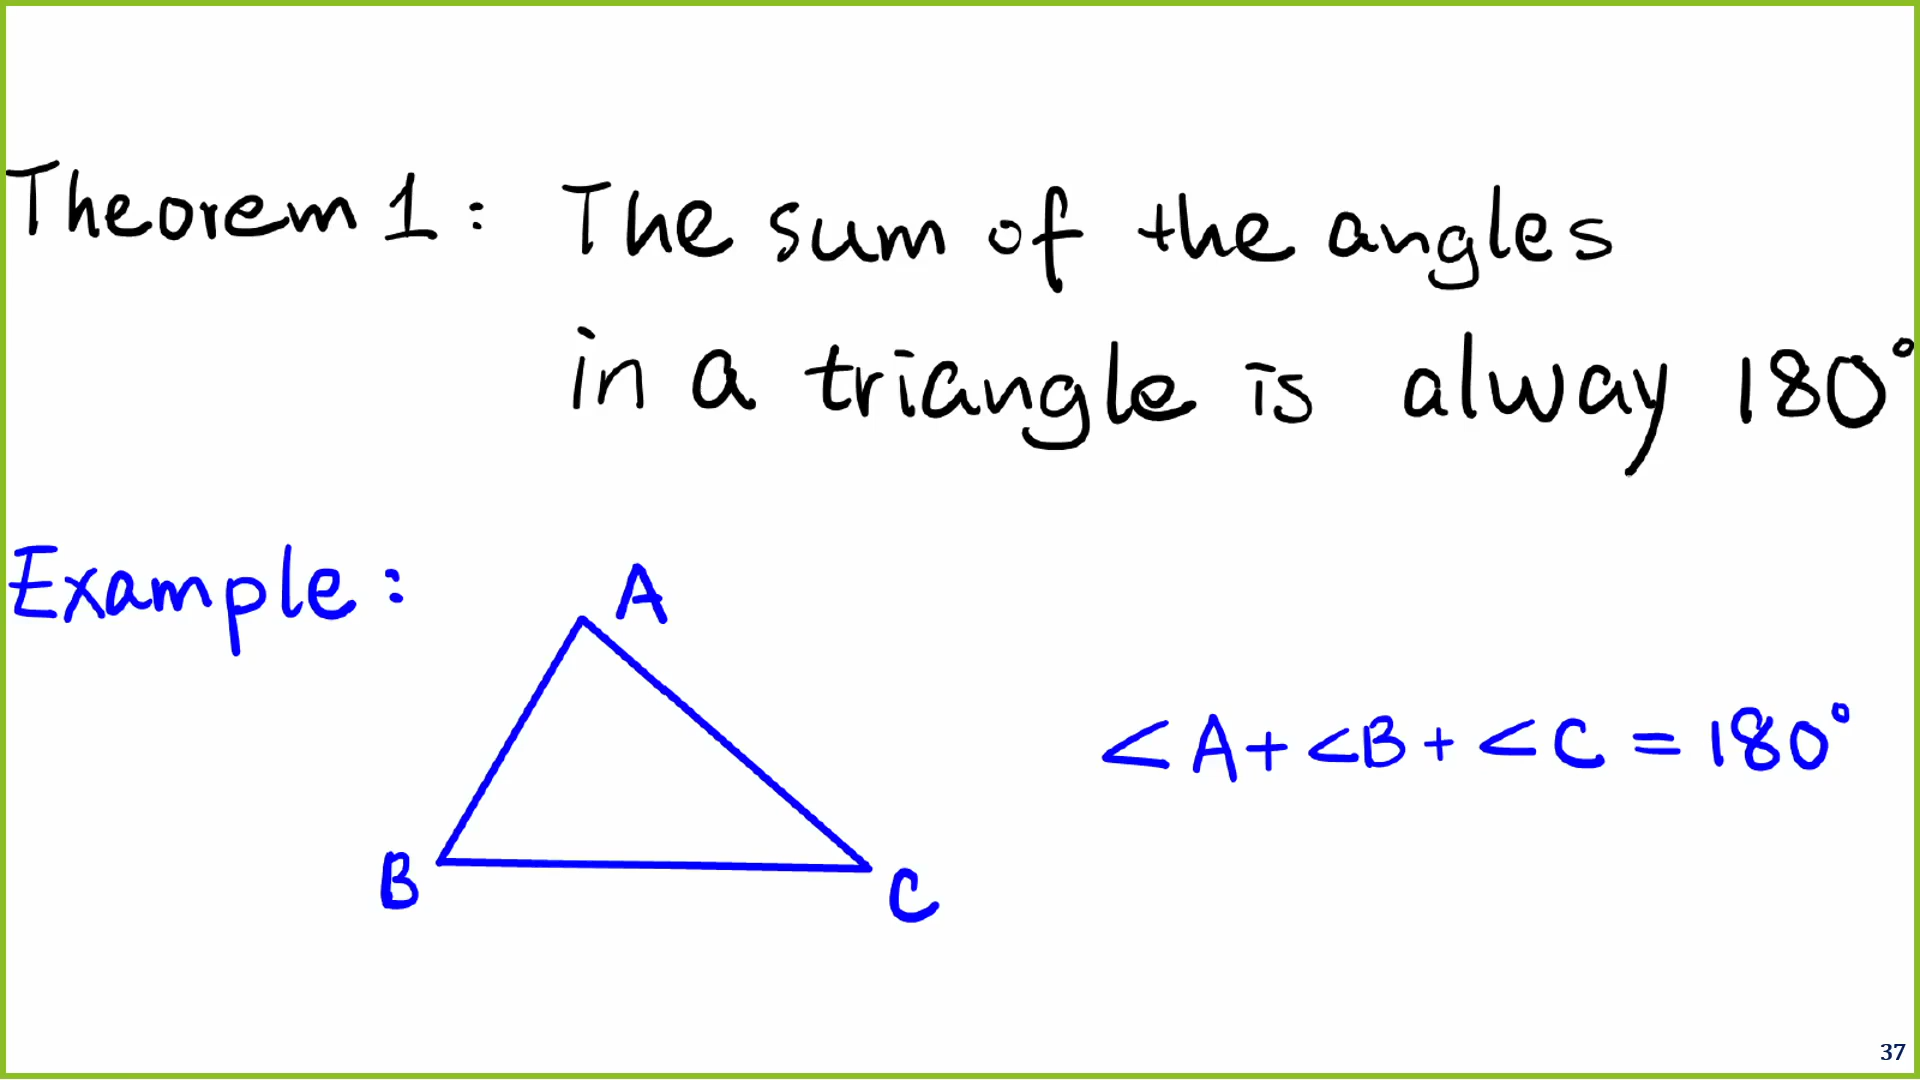 Theorem 1: The sum of the angles
in a triangle is alway 180°
Example:
A
B
C
∠A+∠B+∠C=180°
37